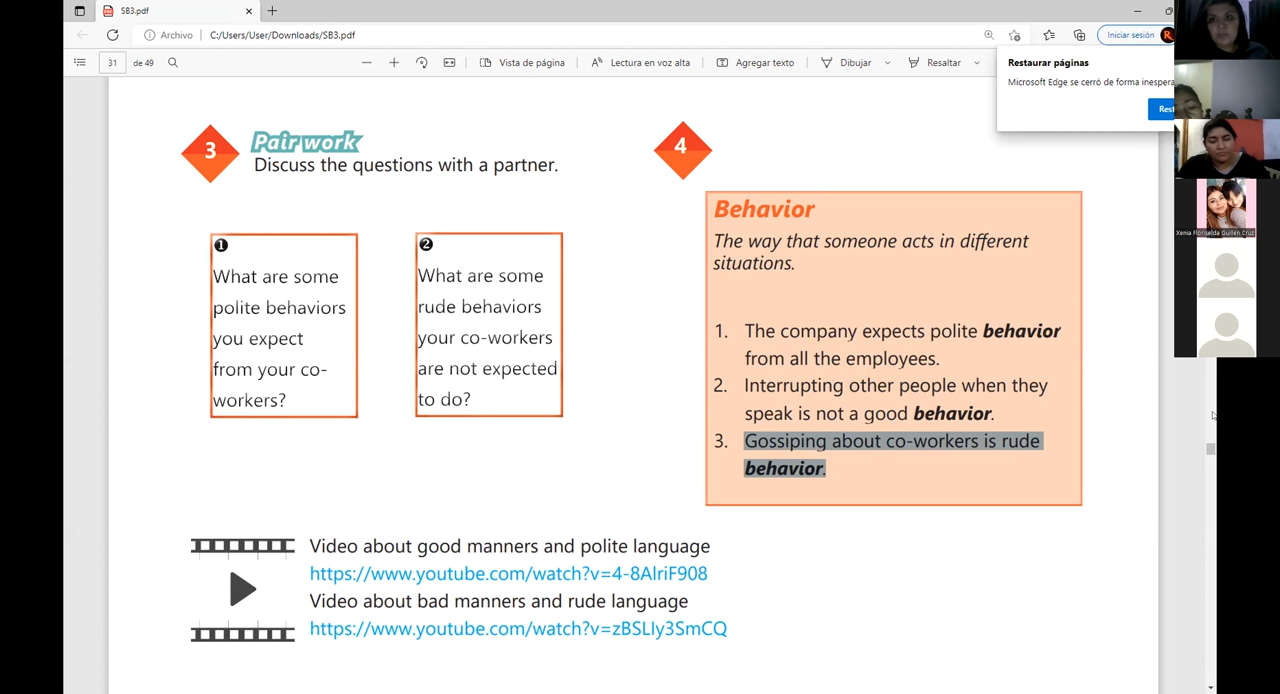 SB3.pdf
Archivo
C:/Users/User/Downloads/SB3.pdf
Iniciar sesión
R
31
de 49
Vista de página
Lectura en voz alta
Agregar texto
Dibujar
Resaltar
Restaurar páginas
Microsoft Edge se cerró de forma
Xenia Floriselda Guillén Cruz
3
Pair work
Discuss the questions with a partner.
1
What are some
polite behaviors
you expect
from your co-
workers?
2
What are some
rude behaviors
your co-workers
are not expected
to do?
4
Behavior
The way that someone acts in different
situations.
1. The company expects polite behavior
from all the employees.
2. Interrupting other people when they
speak is not a good behavior.
3. Gossiping about co-workers is rude
behavior.
Video about good manners and polite language
https://www.youtube.com/watch?v=4-8AlriF908
Video about bad manners and rude language
https://www.youtube.com/watch?v=zBSLIy3SmCQ